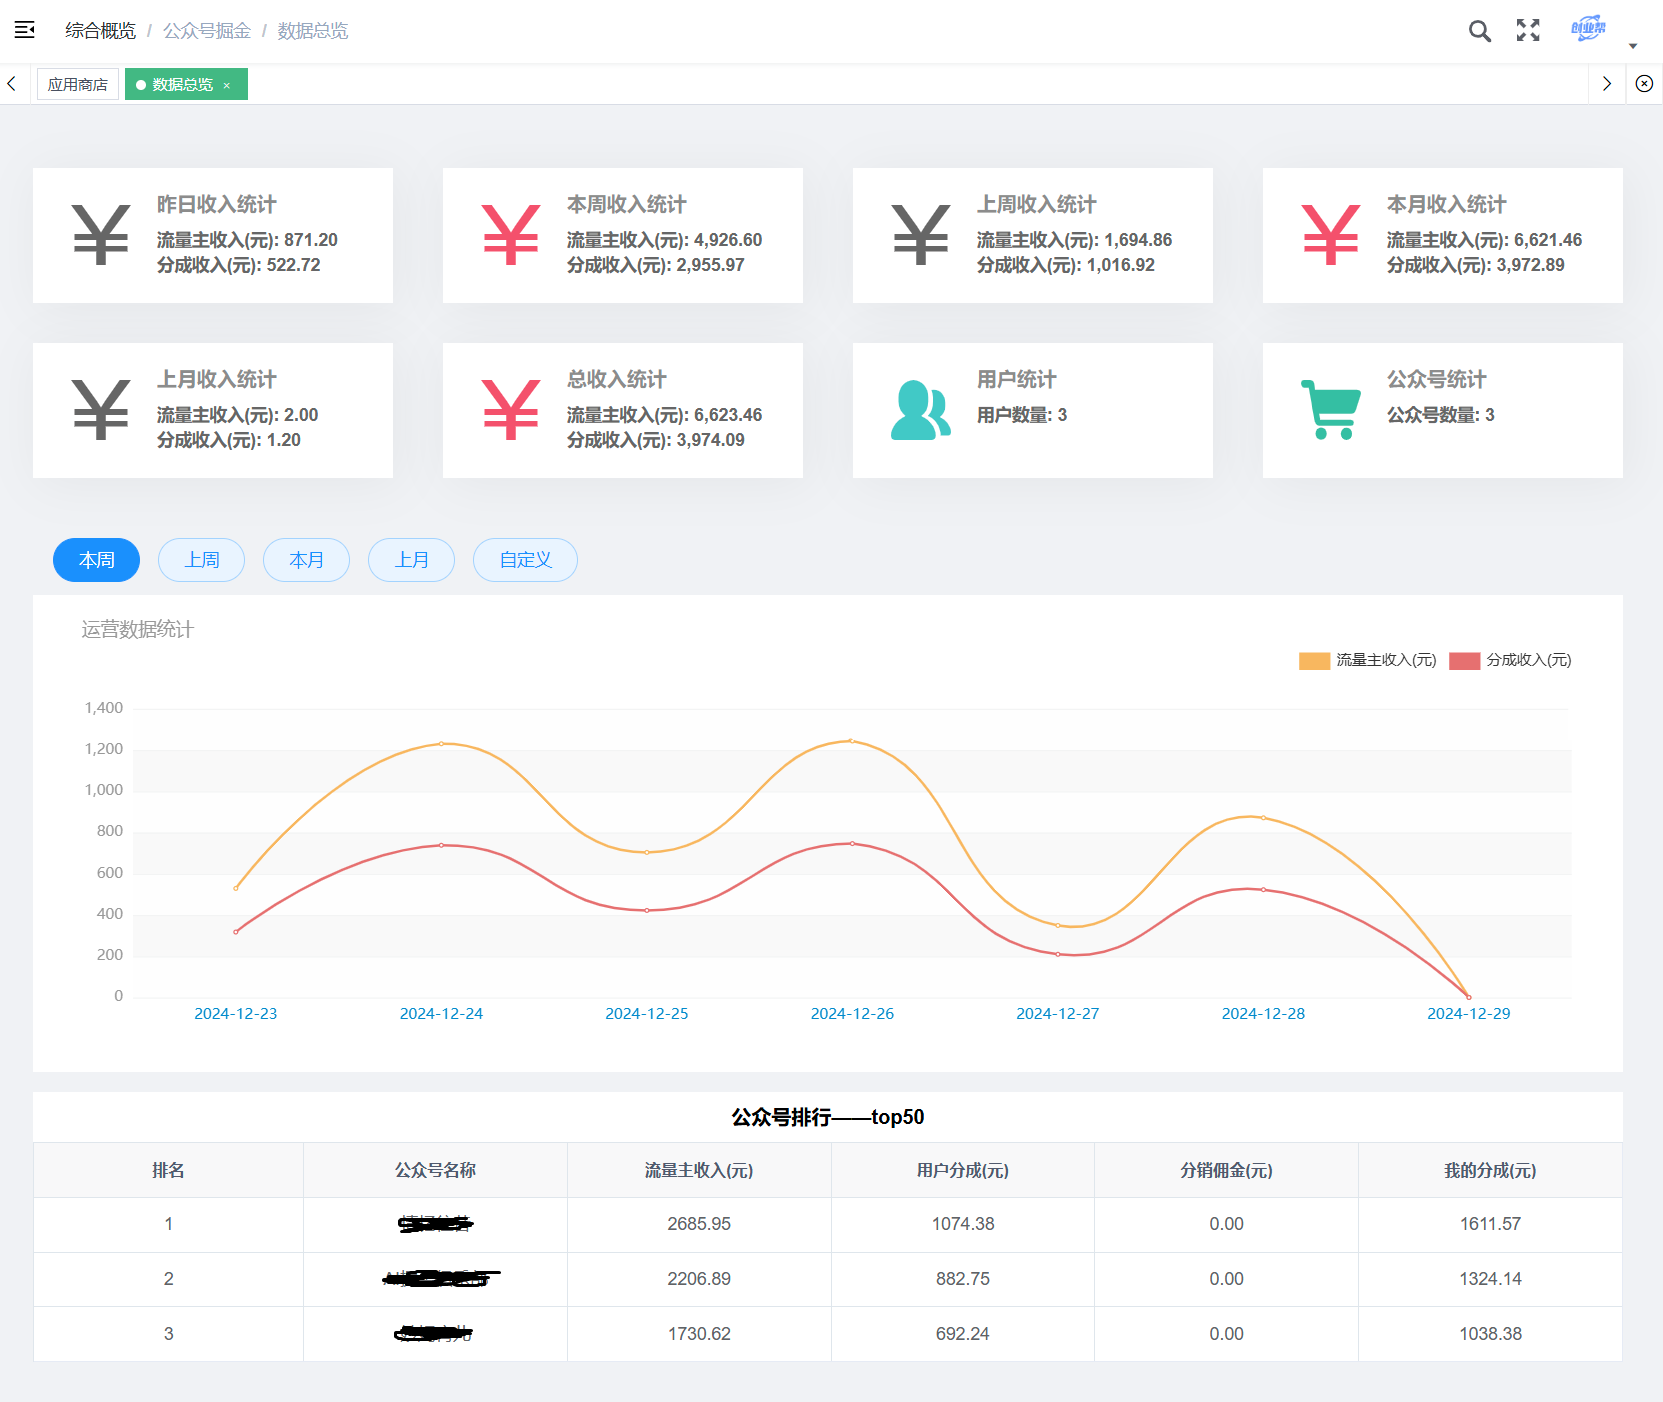 综合概览 / 公众号掘金 / 数据总览
创业帮
应用商店
数据总览 ×
昨日收入统计
流量主收入(元): 871.20
分成收入(元): 522.72
本周收入统计
流量主收入(元): 4,926.60
分成收入(元): 2,955.97
上周收入统计
流量主收入(元): 1,694.86
分成收入(元): 1,016.92
本月收入统计
流量主收入(元): 6,621.46
分成收入(元): 3,972.89
上月收入统计
流量主收入(元): 2.00
分成收入(元): 1.20
总收入统计
流量主收入(元): 6,623.46
分成收入(元): 3,974.09
用户统计
用户数量: 3
公众号统计
公众号数量: 3
本周 上周 本月 上月 自定义
运营数据统计
流量主收入(元) 分成收入(元)
1,400
1,200
1,000
800
600
400
200
0
2024-12-23 2024-12-24 2024-12-25 2024-12-26 2024-12-27 2024-12-28 2024-12-29
公众号排行——top50
排名 公众号名称 流量主收入(元) 用户分成(元) 分销佣金(元) 我的分成(元)
1 2685.95 1074.38 0.00 1611.57
2 2206.89 882.75 0.00 1324.14
3 1730.62 692.24 0.00 1038.38